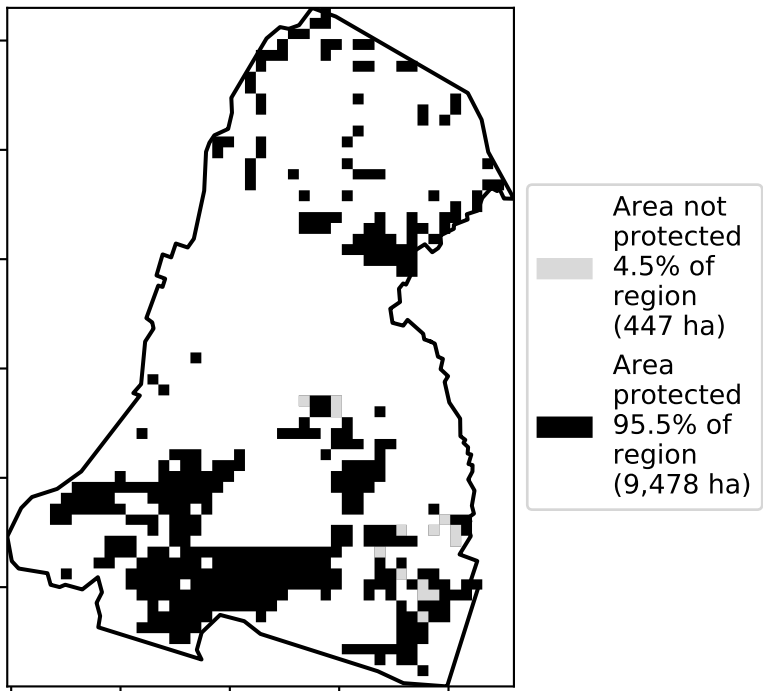 Area not
protected
4.5% of
region
(447 ha)
Area
protected
95.5% of
region
(9,478 ha)